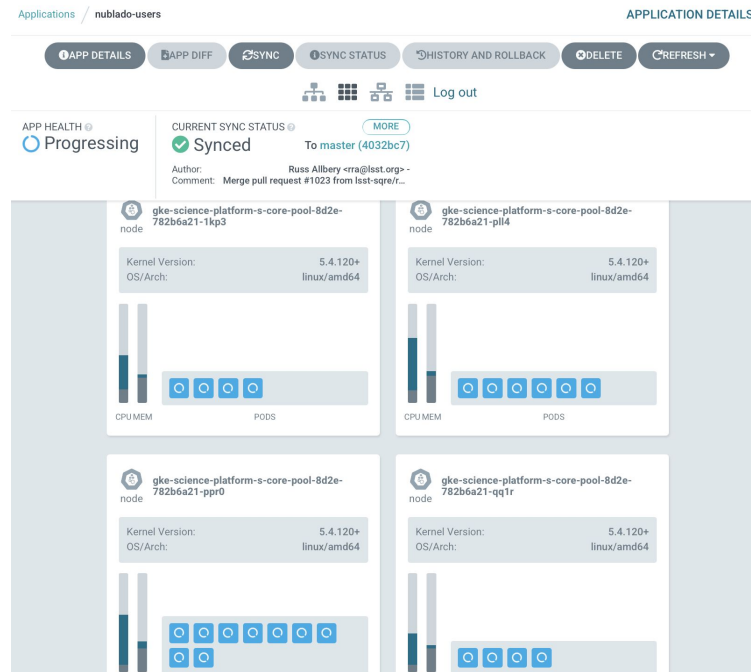 Applications / nublado-users
APPLICATION DETAILS
APP DETAILS APP DIFF SYNC SYNC STATUS HISTORY AND ROLLBACK DELETE REFRESH
Log out
APP HEALTH
Progressing
CURRENT SYNC STATUS MORE
Synced To master (4032bc7)
Author: Russ Allbery <rra@lsst.org> -
Comment: Merge pull request #1023 from lsst-sqre/r...
node
gke-science-platform-s-core-pool-8d2e-
782b6a21-1kp3
Kernel Version: 5.4.120+
OS/Arch: linux/amd64
CPU MEM PODS
node
gke-science-platform-s-core-pool-8d2e-
782b6a21-pll4
Kernel Version: 5.4.120+
OS/Arch: linux/amd64
CPU MEM PODS
node
gke-science-platform-s-core-pool-8d2e-
782b6a21-ppr0
Kernel Version: 5.4.120+
OS/Arch: linux/amd64
node
gke-science-platform-s-core-pool-8d2e-
782b6a21-qq1r
Kernel Version: 5.4.120+
OS/Arch: linux/amd64